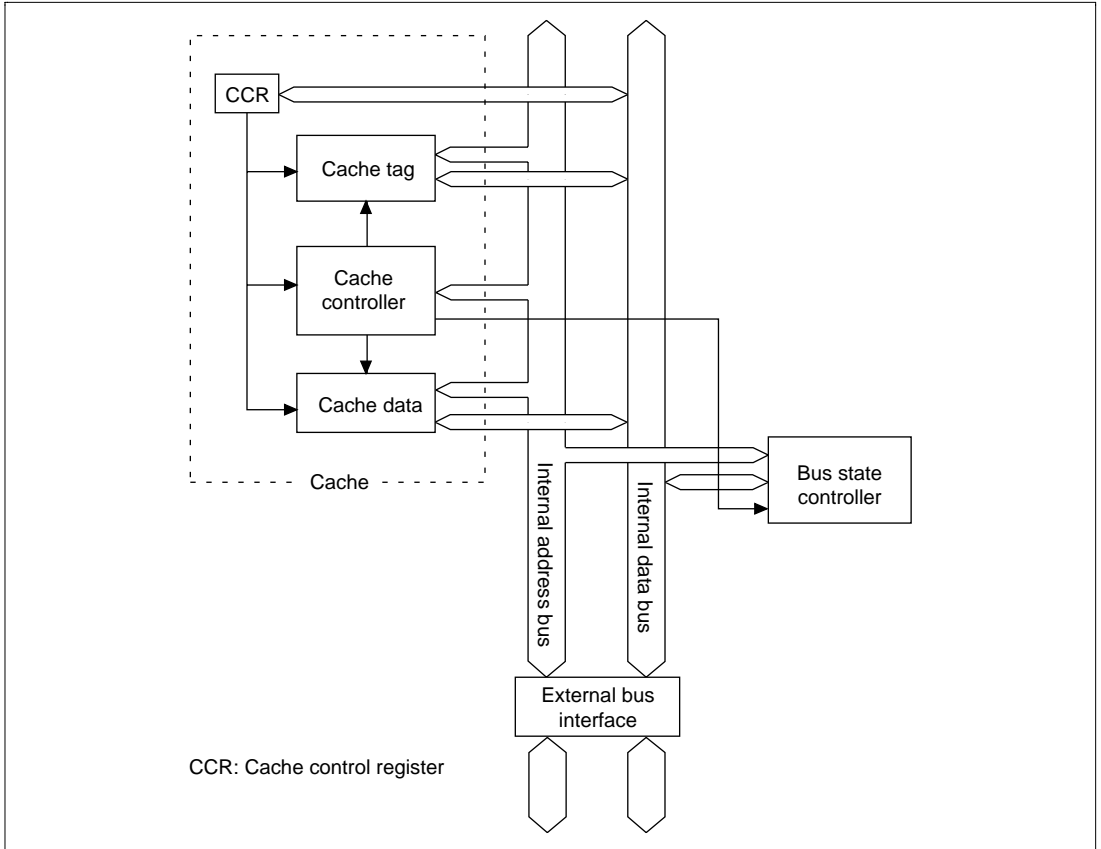 CCR
Cache tag
Cache
controller
Cache data
Cache
Internal address bus
Internal data bus
Bus state
controller
External bus
interface
CCR: Cache control register